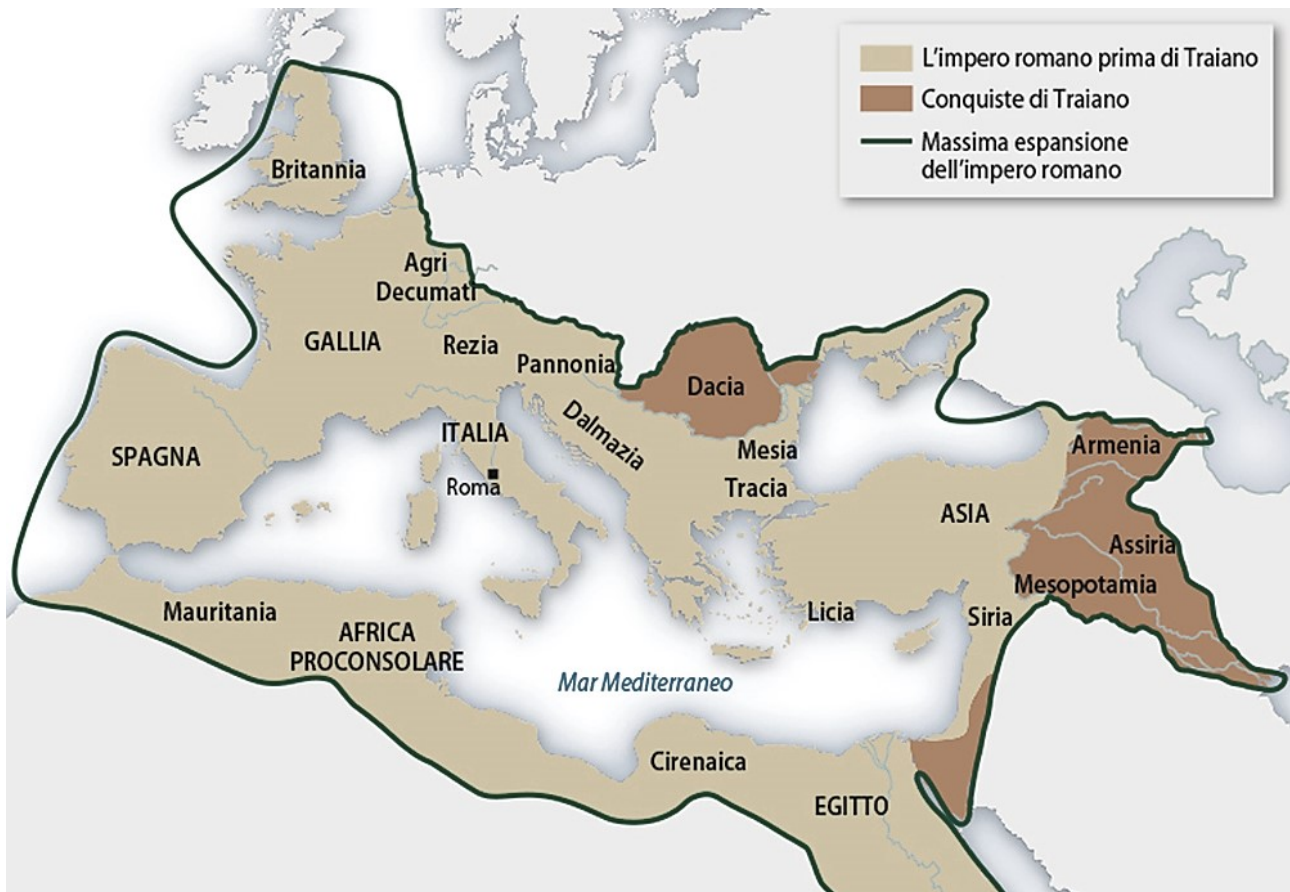 L'impero romano prima di Traiano
Conquiste di Traiano
Massima espansione
dell'impero romano
Britannia
Agri
Decumati
GALLIA
Rezia
Pannonia
Dacia
Dalmazia
ITALIA
Roma
SPAGNA
Mesia
Tracia
Armenia
ASIA
Assiria
Mesopotamia
Licia
Siria
Mauritania
AFRICA
PROCONSOLARE
Mar Mediterraneo
Cirenaica
EGITTO